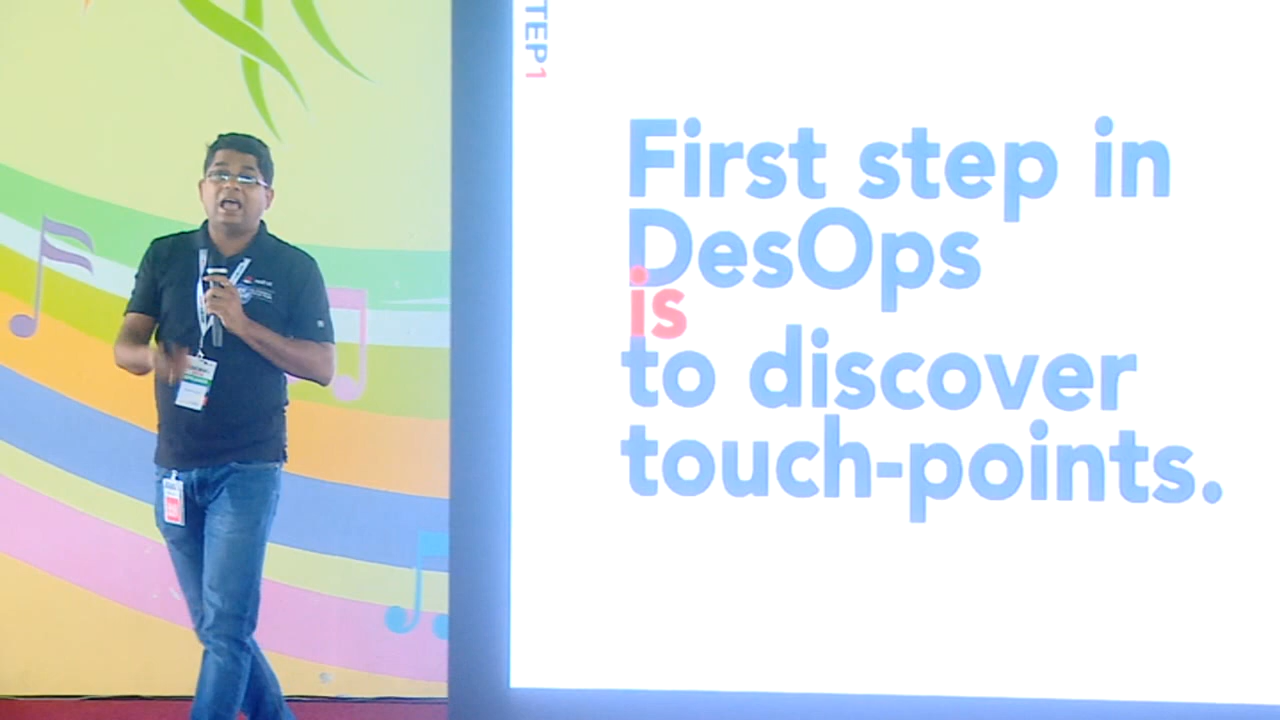 TEP1
First step in
DesOps
is
to discover
touch-points.